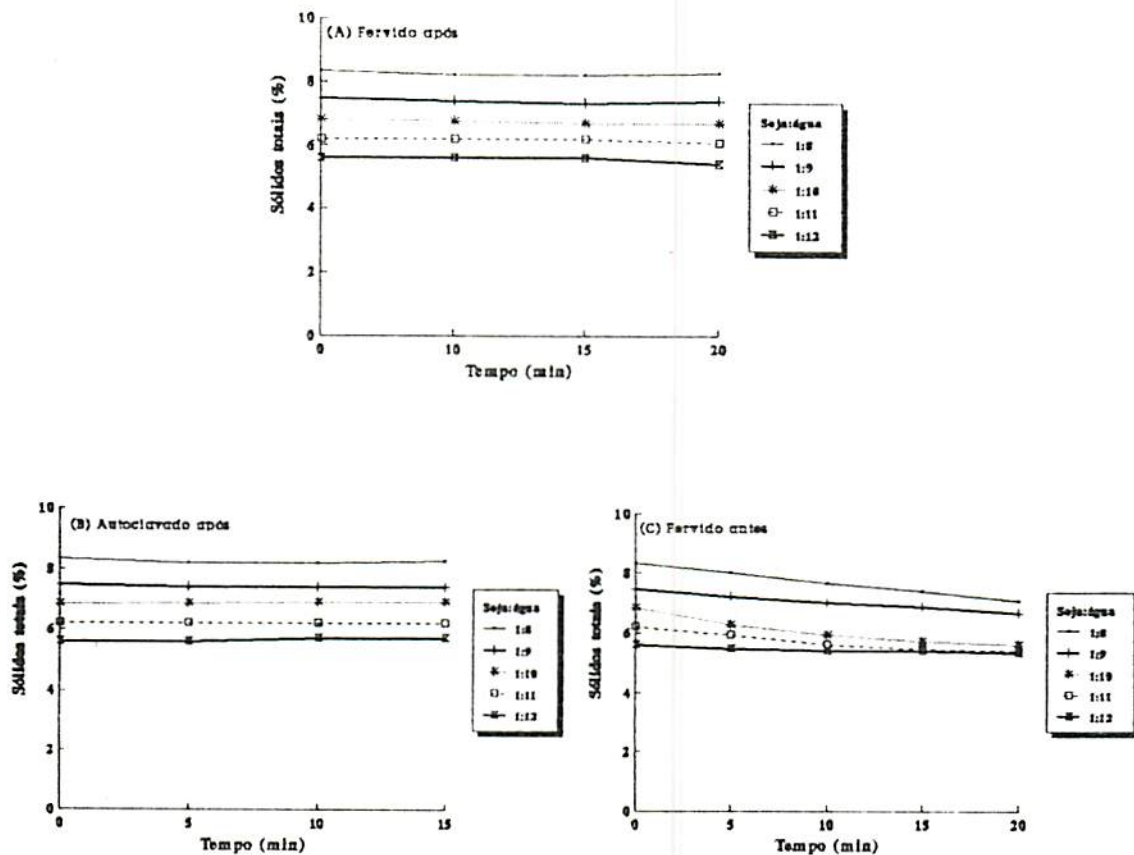 (A) Fervido após
Sólidos totais (%)
10
8
6
4
2
0
0 10 15 20
Tempo (min)
Soja:água
1:8
1:9
1:10
1:11
1:12
(B) Autoclavado após
Sólidos totais (%)
10
8
6
4
2
0
0 5 10 15
Tempo (min)
Soja:água
1:8
1:9
1:10
1:11
1:12
(C) Fervido antes
Sólidos totais (%)
10
8
6
4
2
0
0 5 10 15 20
Tempo (min)
Soja:água
1:8
1:9
1:10
1:11
1:12